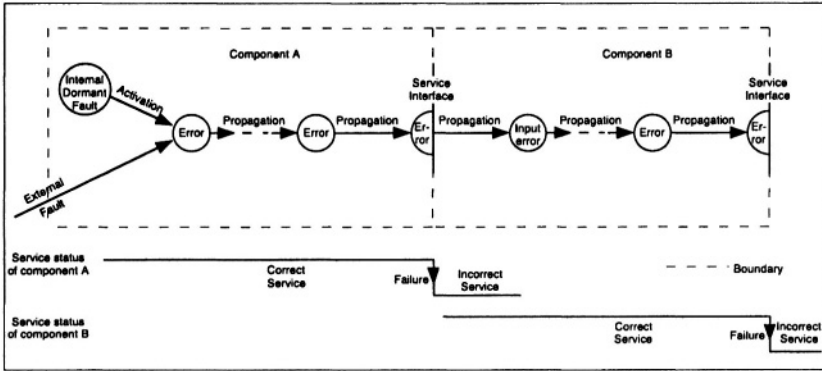 Component A
Component B
Internal
Dormant
Fault
Activation
Service
Interface
Service
Interface
Error
Propagation
Error
Propagation
Er-
ror
Propagation
Input
error
Propagation
Error
Propagation
Er-
ror
External
Fault
Service status
of component A
Correct
Service
Failure
Incorrect
Service
Boundary
Service status
of component B
Correct
Service
Failure
Incorrect
Service